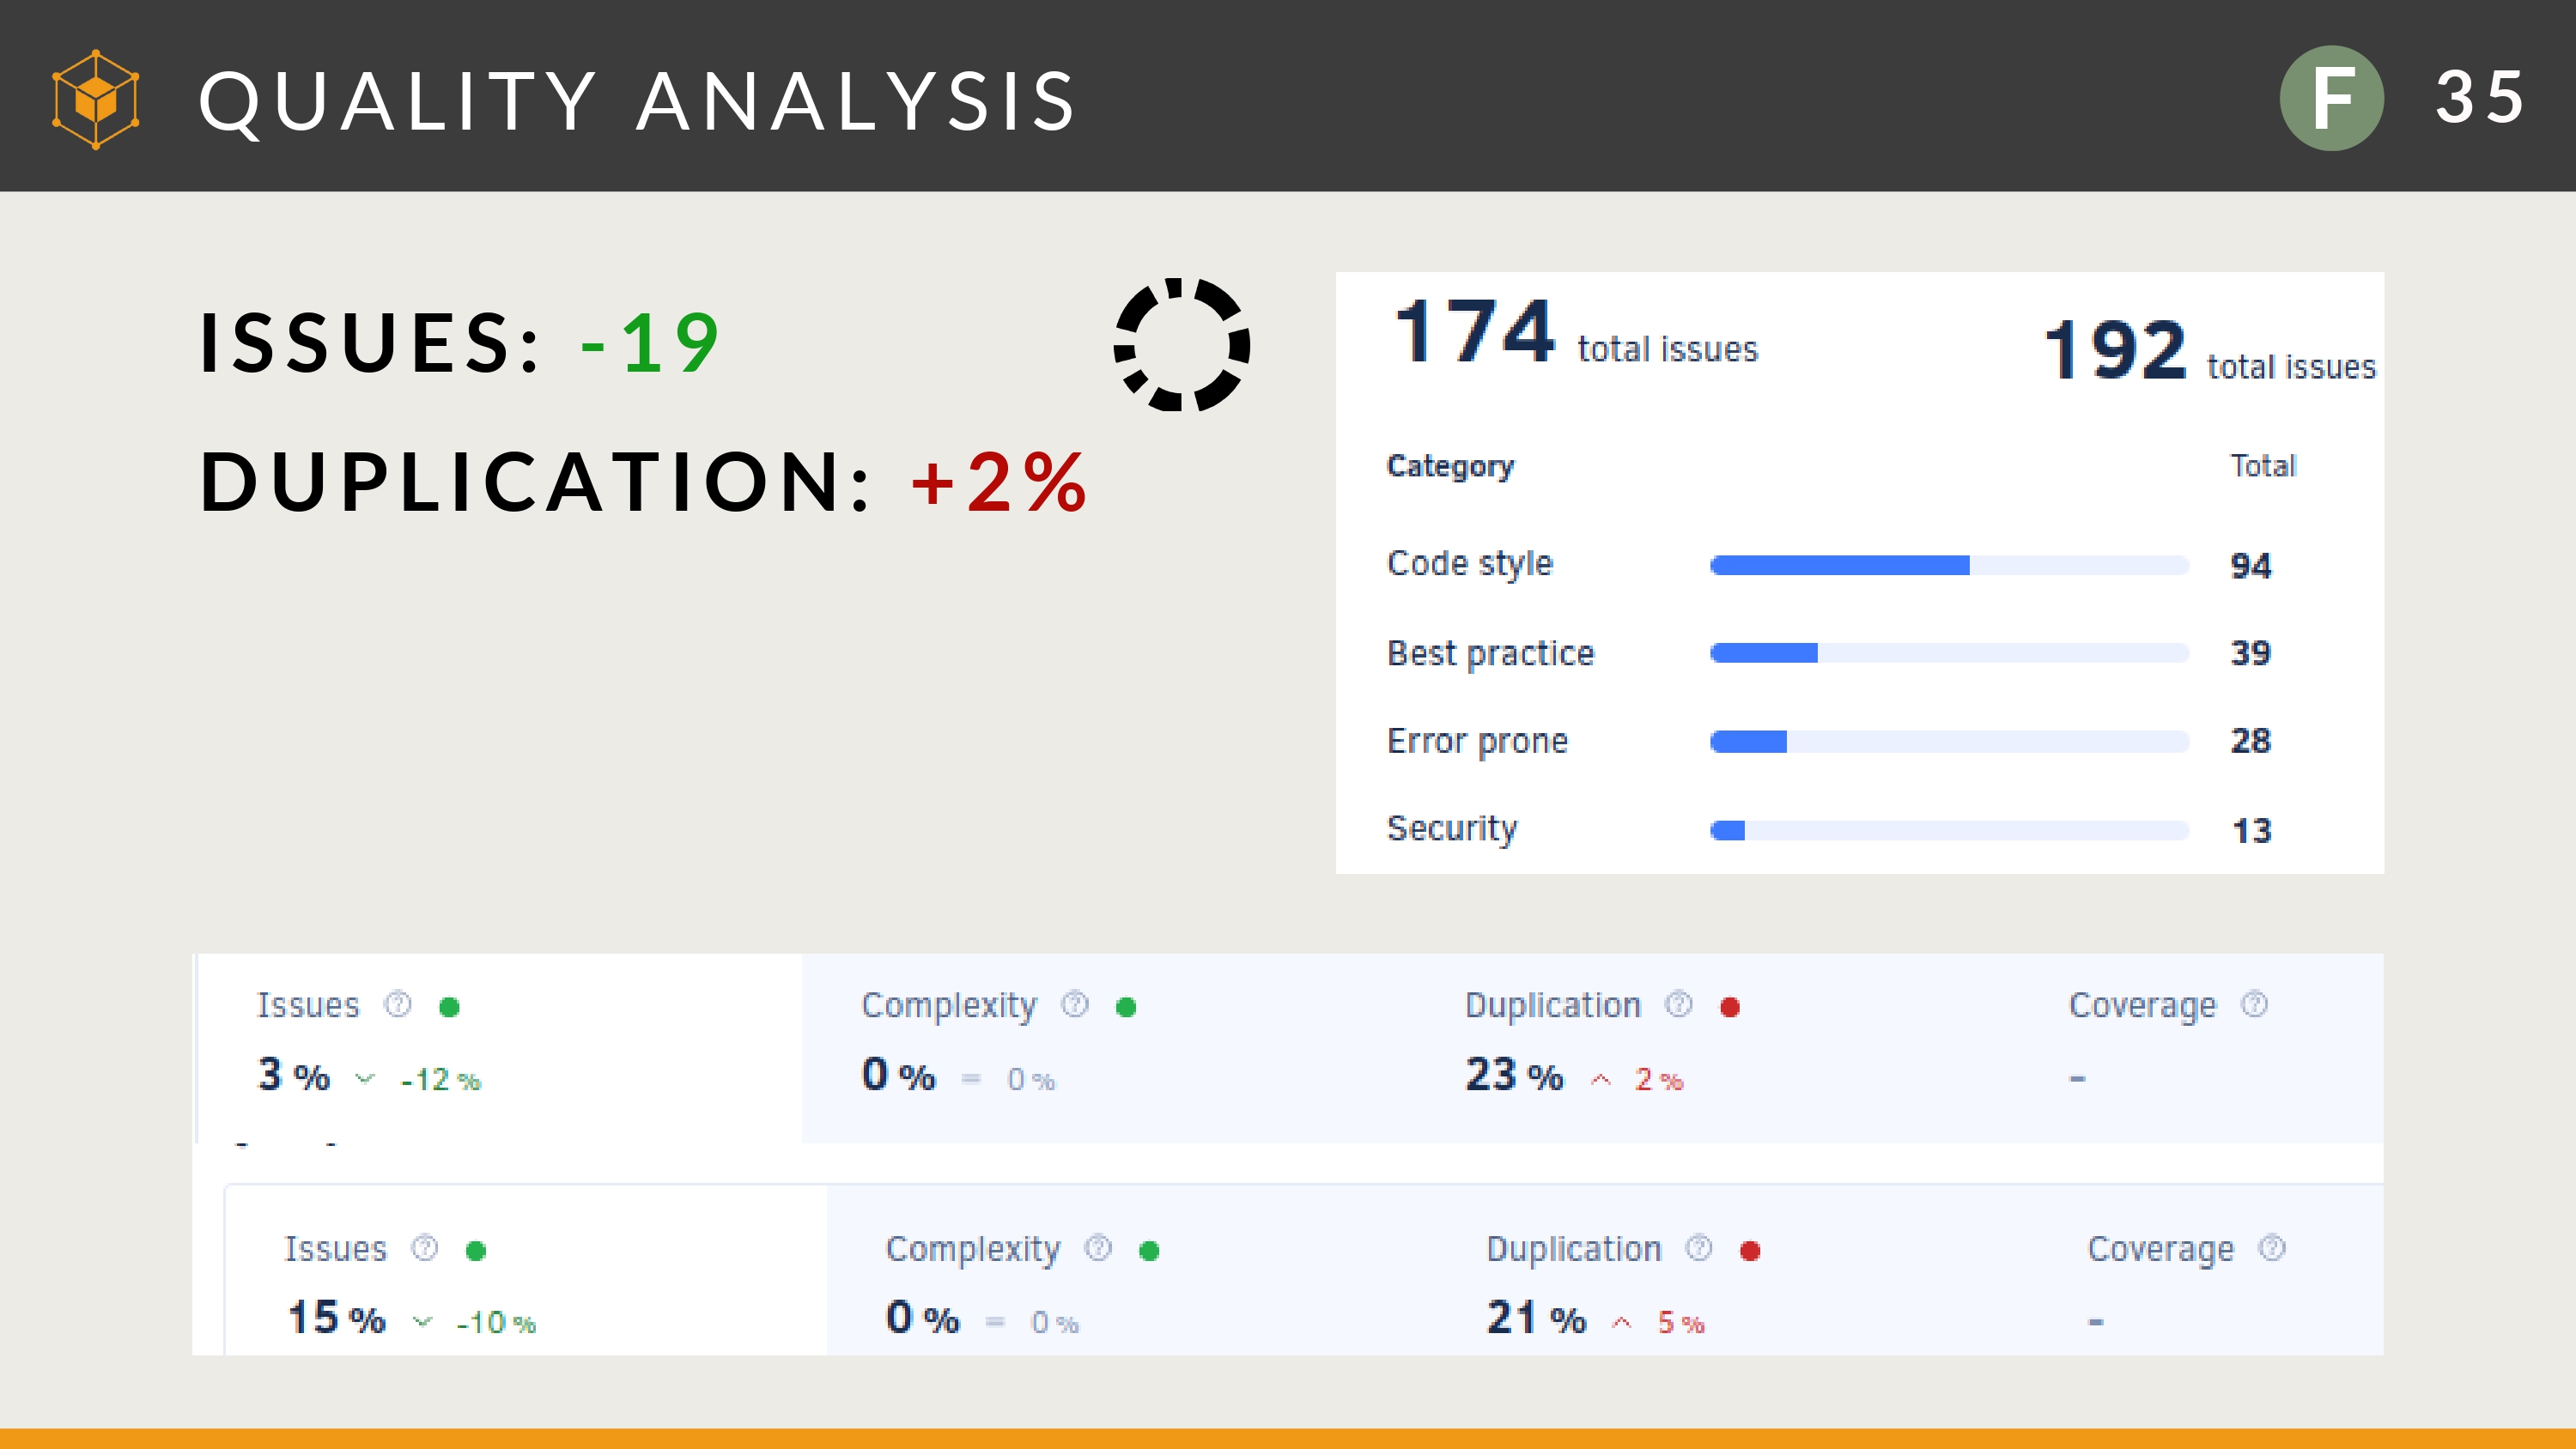 QUALITY ANALYSIS
F 35
ISSUES: -19
DUPLICATION: +2%
174 total issues 192 total issues
Category Total
Code style 94
Best practice 39
Error prone 28
Security 13
Issues Complexity Duplication Coverage
3 % -12 % 0 % = 0 % 23 % 2 % -
Issues Complexity Duplication Coverage
15 % -10 % 0 % = 0 % 21 % 5 % -